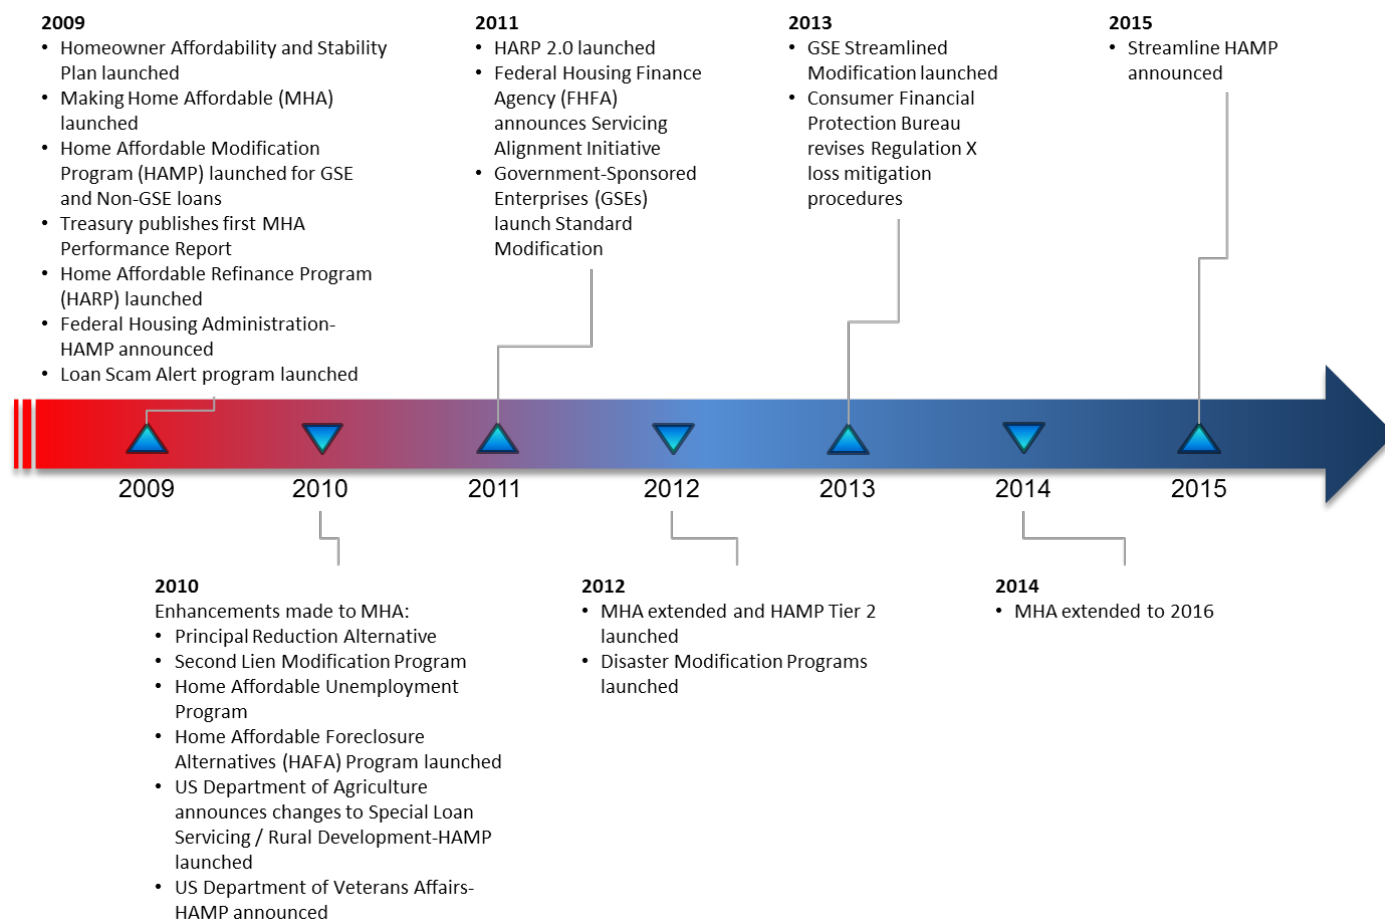 2009
• Homeowner Affordability and Stability
Plan launched
• Making Home Affordable (MHA)
launched
• Home Affordable Modification
Program (HAMP) launched for GSE
and Non-GSE loans
• Treasury publishes first MHA
Performance Report
• Home Affordable Refinance Program
(HARP) launched
• Federal Housing Administration-
HAMP announced
• Loan Scam Alert program launched
2011
• HARP 2.0 launched
• Federal Housing Finance
Agency (FHFA)
announces Servicing
Alignment Initiative
• Government-Sponsored
Enterprises (GSEs)
launch Standard
Modification
2013
• GSE Streamlined
Modification launched
• Consumer Financial
Protection Bureau
revises Regulation X
loss mitigation
procedures
2015
• Streamline HAMP
announced
2009 2010 2011 2012 2013 2014 2015
2010
Enhancements made to MHA:
• Principal Reduction Alternative
• Second Lien Modification Program
• Home Affordable Unemployment
Program
• Home Affordable Foreclosure
Alternatives (HAFA) Program launched
• US Department of Agriculture
announces changes to Special Loan
Servicing / Rural Development-HAMP
launched
• US Department of Veterans Affairs-
HAMP announced
2012
• MHA extended and HAMP Tier 2
launched
• Disaster Modification Programs
launched
2014
• MHA extended to 2016